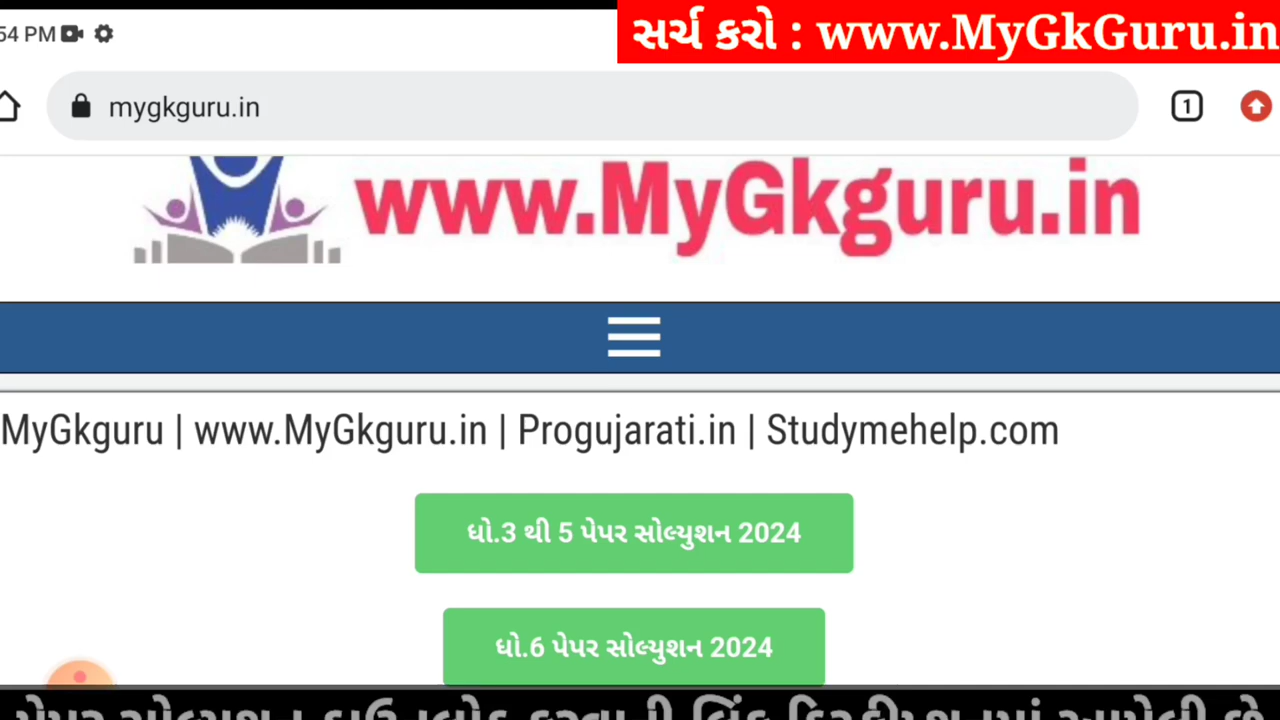 54 PM
સર્ચ કરો : www.MyGkGuru.in
mygkguru.in
1
www.MyGkguru.in
MyGkguru | www.MyGkguru.in | Progujarati.in | Studymehelp.com
ધો.3 થી 5 પેપર સોલ્યુશન 2024
ધો.6 પેપર સોલ્યુશન 2024